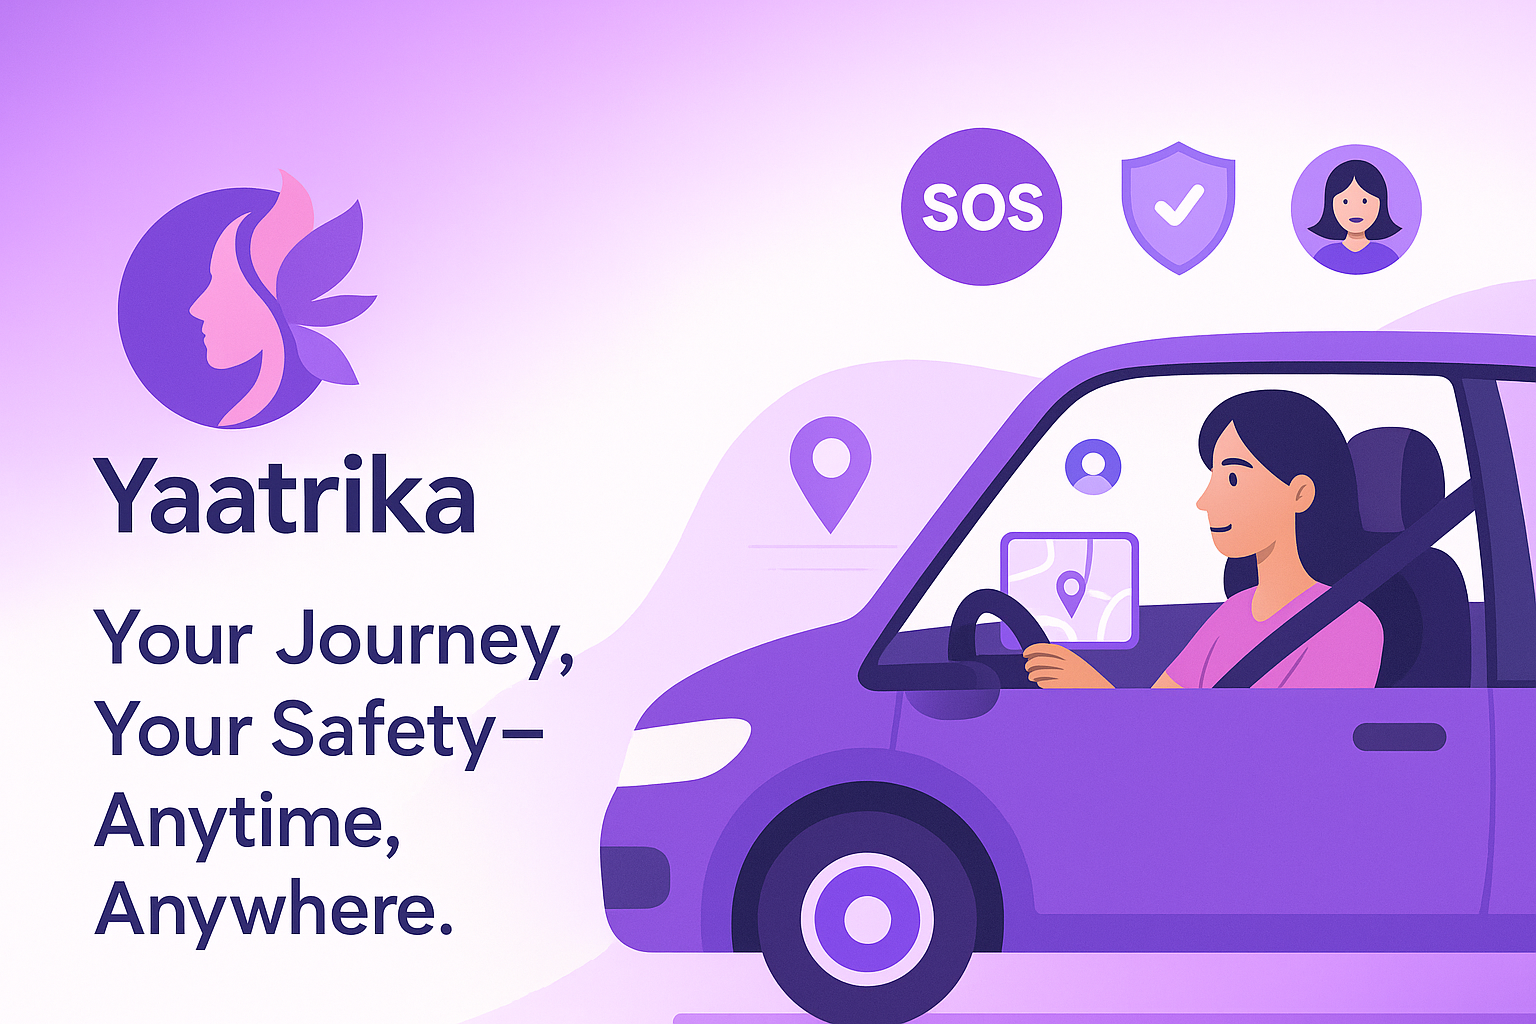 SOS
Yaatrika
Your Journey,
Your Safety–
Anytime,
Anywhere.